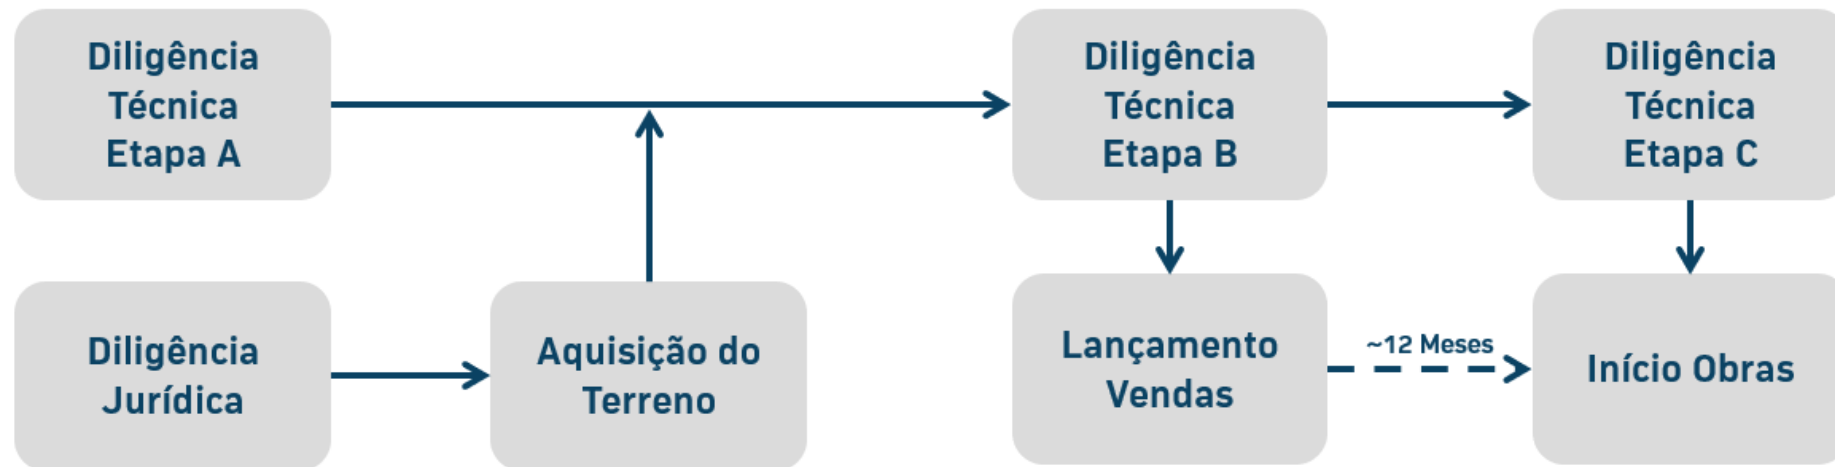 Diligência
Técnica
Etapa A
Diligência
Técnica
Etapa B
Diligência
Técnica
Etapa C
Diligência
Jurídica
Aquisição do
Terreno
Lançamento
Vendas
~12 Meses
Início Obras